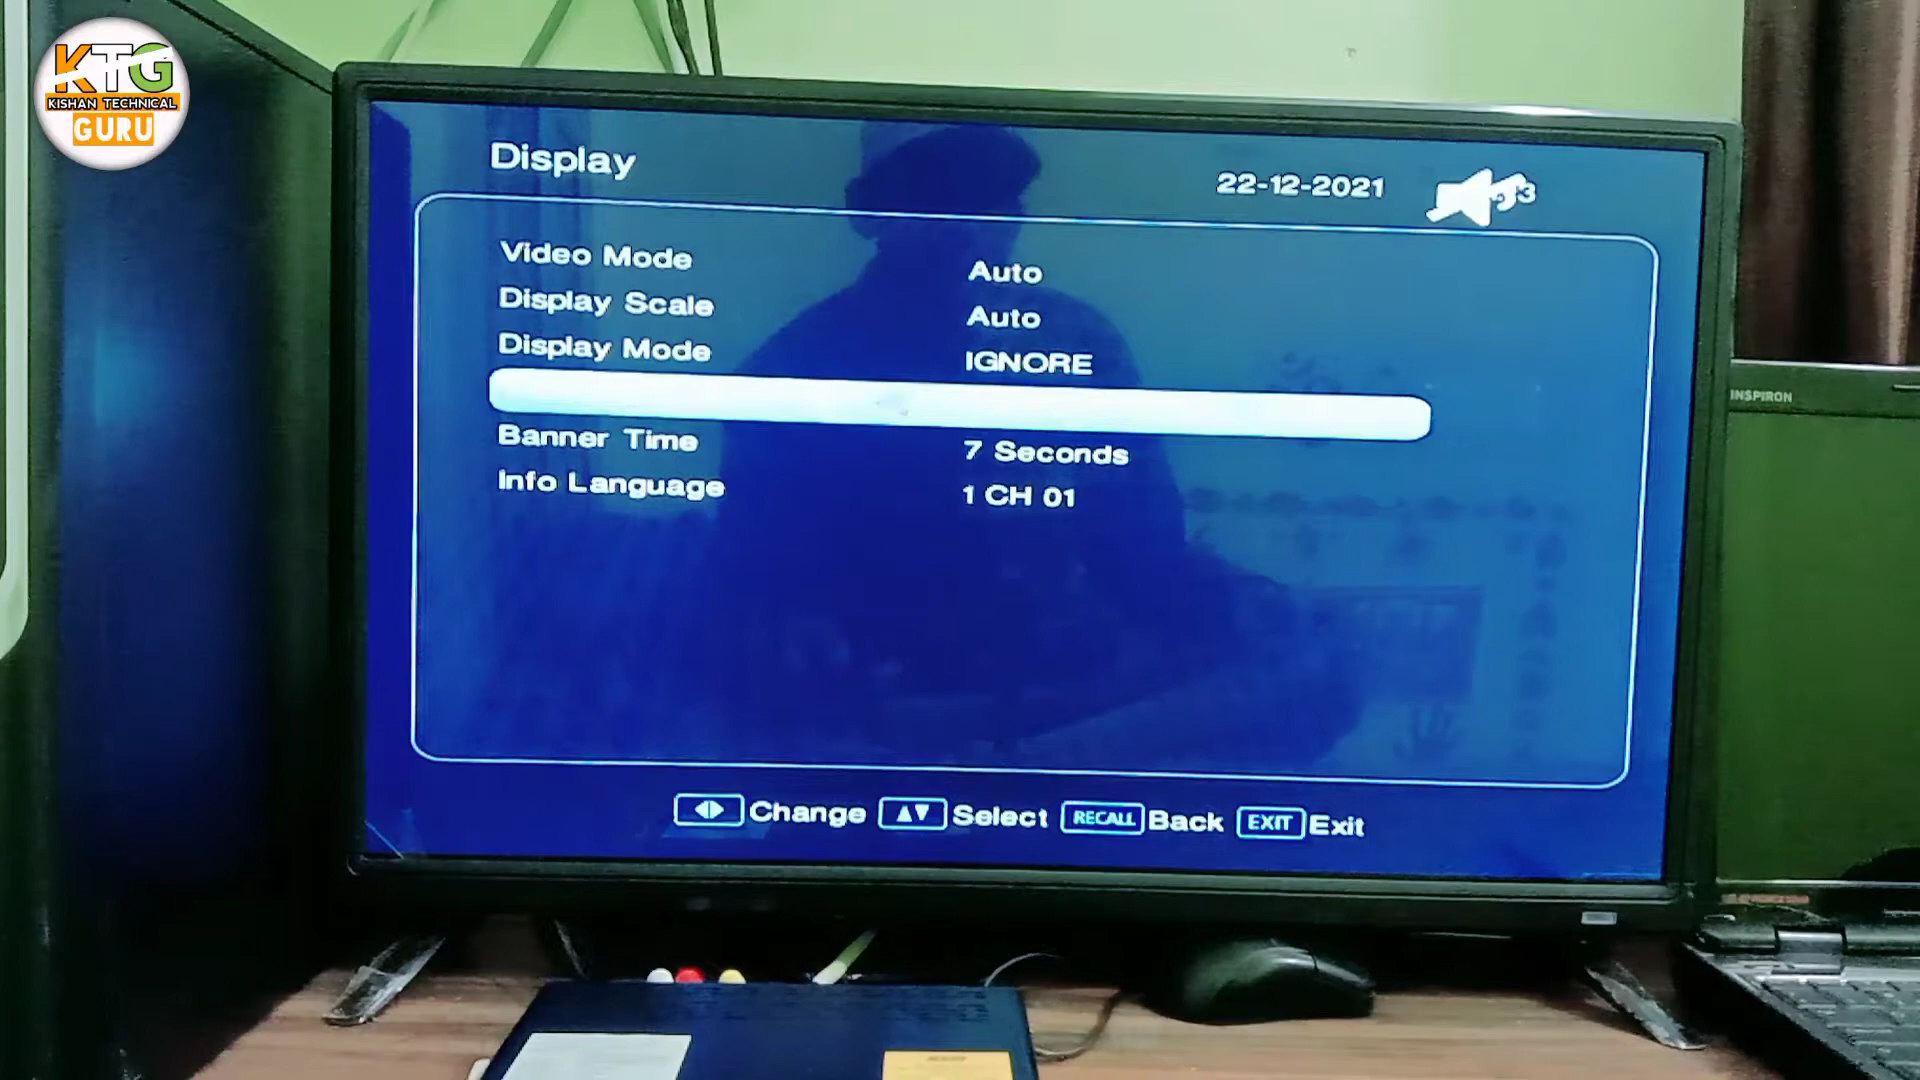 KTG
KISHAN TECHNICAL
GURU
Display
22-12-2021
Video Mode Auto
Display Scale Auto
Display Mode IGNORE
Banner Time 7 Seconds
Info Language 1 CH 01
Change Select RECALL Back EXIT Exit
INSPIRON